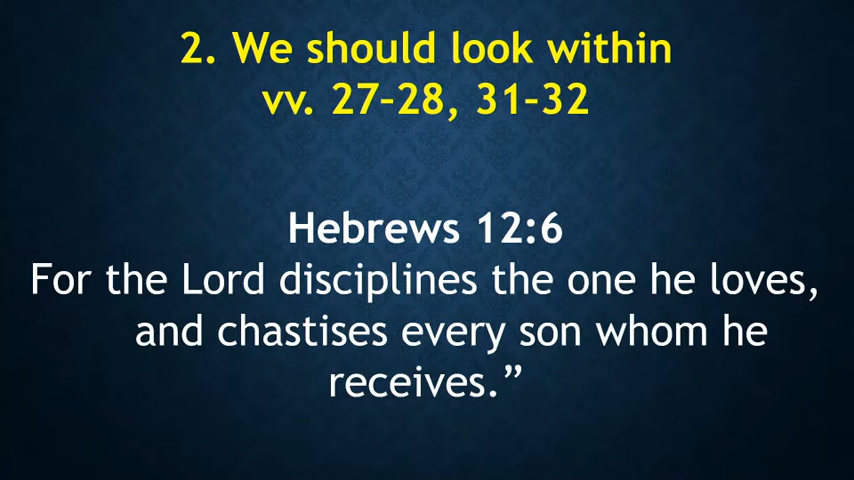 2. We should look within
vv. 27-28, 31-32
Hebrews 12:6
For the Lord disciplines the one he loves,
and chastises every son whom he
receives.”